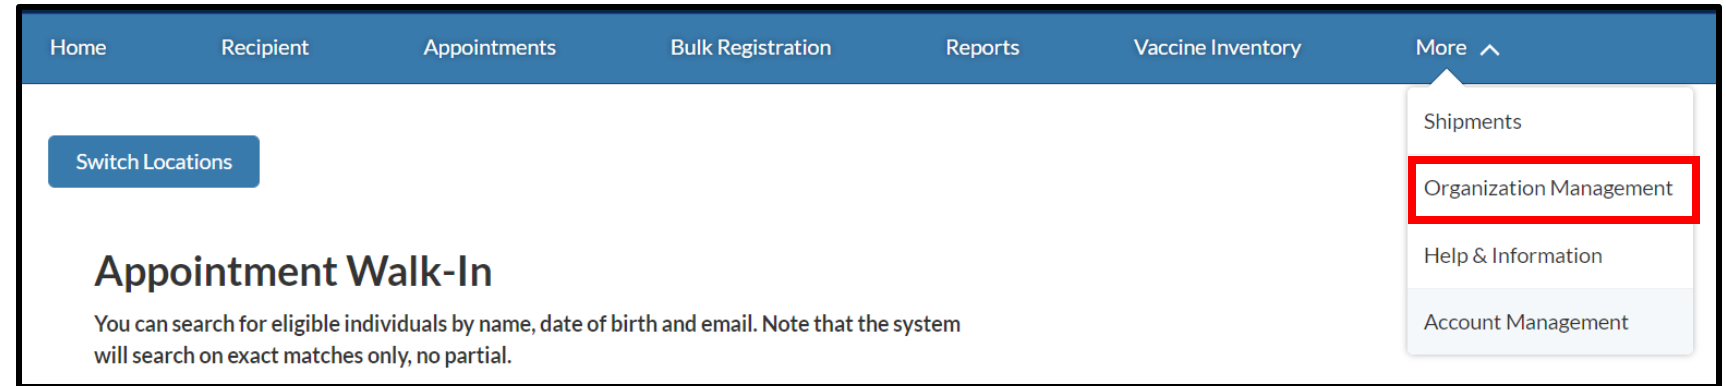 Home Recipient Appointments Bulk Registration Reports Vaccine Inventory More
Shipments
Switch Locations
Organization Management
Help & Information
Account Management
Appointment Walk-In
You can search for eligible individuals by name, date of birth and email. Note that the system
will search on exact matches only, no partial.